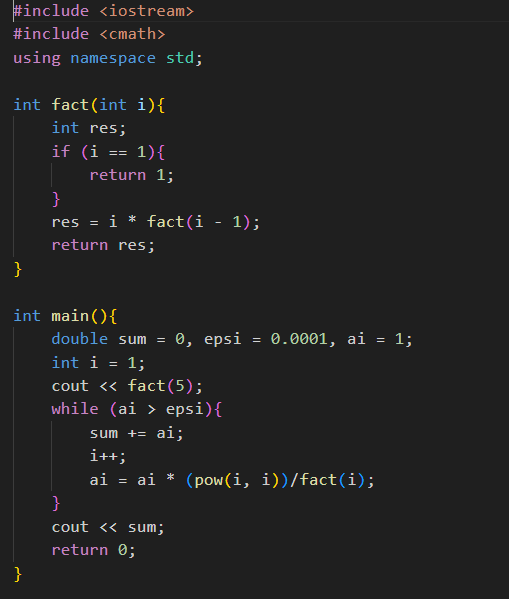 #include <iostream>
#include <cmath>
using namespace std;

int fact(int i){
    int res;
    if (i == 1){
        return 1;
    }
    res = i * fact(i - 1);
    return res;
}

int main(){
    double sum = 0, epsi = 0.0001, ai = 1;
    int i = 1;
    cout << fact(5);
    while (ai > epsi){
        sum += ai;
        i++;
        ai = ai * (pow(i, i))/fact(i);
    }
    cout << sum;
    return 0;
}